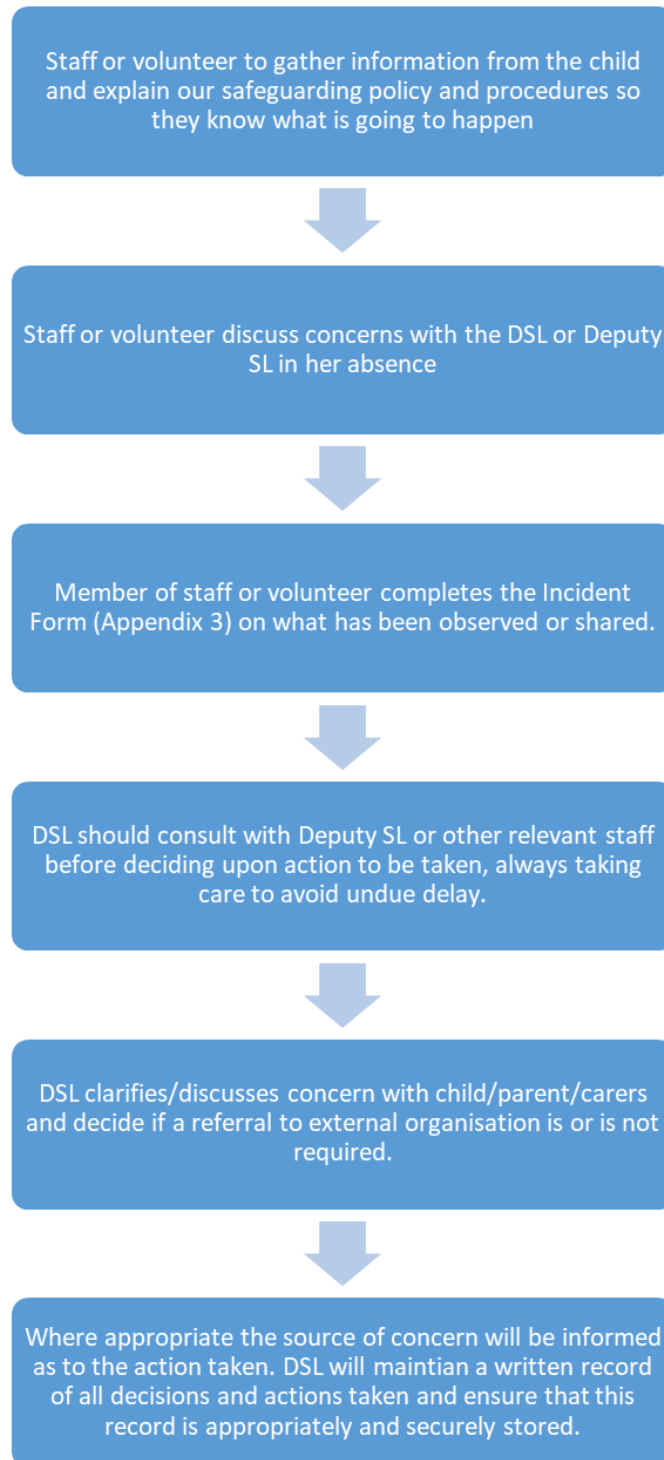 Staff or volunteer to gather information from the child
and explain our safeguarding policy and procedures so
they know what is going to happen
Staff or volunteer discuss concerns with the DSL or Deputy
SL in her absence
Member of staff or volunteer completes the Incident
Form (Appendix 3) on what has been observed or shared.
DSL should consult with Deputy SL or other relevant staff
before deciding upon action to be taken, always taking
care to avoid undue delay.
DSL clarifies/discusses concern with child/parent/carers
and decide if a referral to external organisation is or is not
required.
Where appropriate the source of concern will be informed
as to the action taken. DSL will maintian a written record
of all decisions and actions taken and ensure that this
record is appropriately and securely stored.